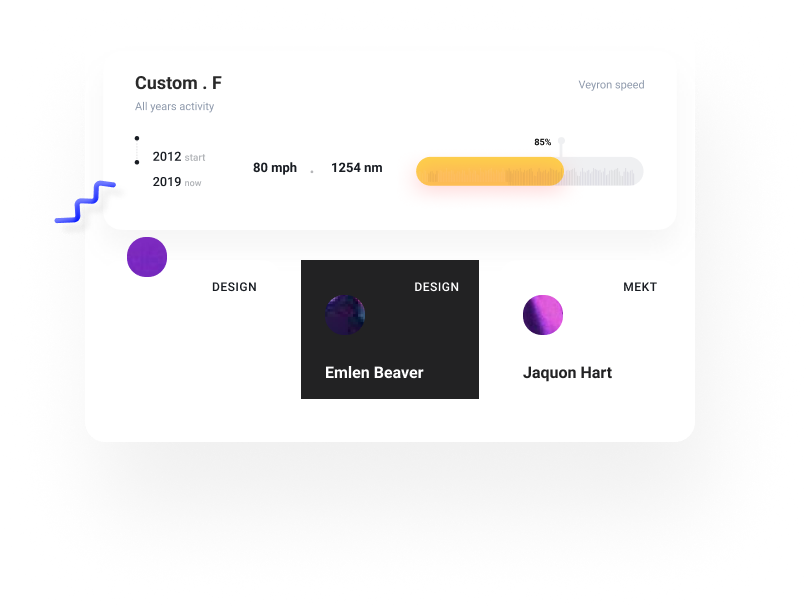 Custom . F
Veyron speed
All years activity
85%
2012 start
80 mph . 1254 nm
2019 now
DESIGN
DESIGN
MEKT
Emlen Beaver
Jaquon Hart